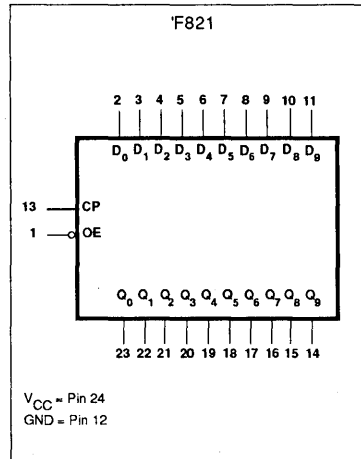 'F821
2 3 4 5 6 7 8 9 10 11
D0 D1 D2 D3 D4 D5 D6 D7 D8 D9
13 CP
1 OE
Q0 Q1 Q2 Q3 Q4 Q5 Q6 Q7 Q8 Q9
23 22 21 20 19 18 17 16 15 14
VCC = Pin 24
GND = Pin 12